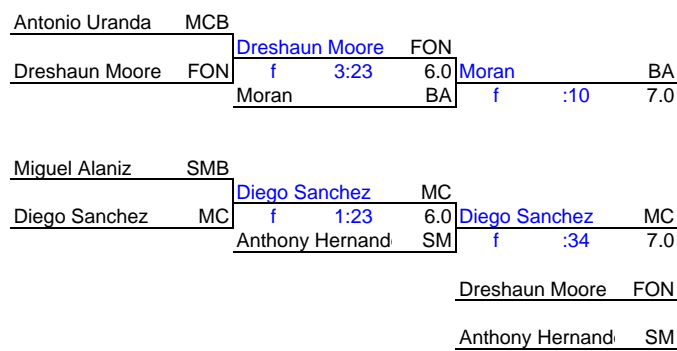 Antonio Uranda MCB
Dreshaun Moore FON
Dreshaun Moore FON f 3:23 6.0 Moran BA
Moran BA f :10 7.0
Miguel Alaniz SMB
Diego Sanchez MC
Diego Sanchez MC f 1:23 6.0 Diego Sanchez MC
Anthony Hernand SM f :34 7.0
Dreshaun Moore FON
Anthony Hernand SM